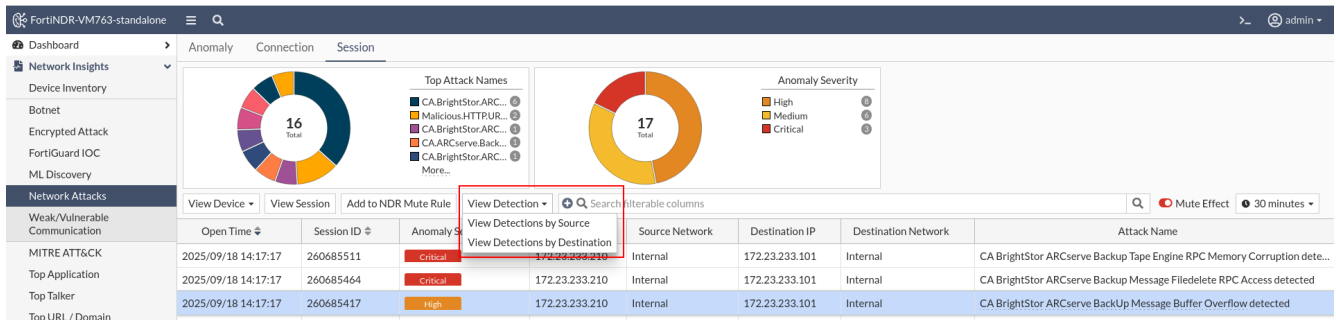 FortiNDR-VM763-standalone
>_ admin
Dashboard
Network Insights
Device Inventory
Botnet
Encrypted Attack
FortiGuard IOC
ML Discovery
Network Attacks
Weak/Vulnerable
Communication
MITRE ATT&CK
Top Application
Top Talker
Top URL / Domain
Anomaly Connection Session
Top Attack Names
16
Total
CA.BrightStor.ARC... 6
Malicious.HTTP.UR... 2
CA.BrightStor.ARC... 1
CA.ARCserve.Back... 1
CA.BrightStor.ARC... 1
More...
Anomaly Severity
17
Total
High 8
Medium 6
Critical 3
View Device View Session Add to NDR Mute Rule View Detection Search filterable columns Mute Effect 30 minutes
View Detections by Source
View Detections by Destination
Open Time Session ID Anomaly Source Network Destination IP Destination Network Attack Name
2025/09/18 14:17:17 260685511 Critical 172.23.233.210 Internal 172.23.233.101 Internal CA BrightStor ARCserve Backup Tape Engine RPC Memory Corruption dete...
2025/09/18 14:17:17 260685464 Critical 172.23.233.210 Internal 172.23.233.101 Internal CA BrightStor ARCserve Backup Message Filedelete RPC Access detected
2025/09/18 14:17:17 260685417 High 172.23.233.210 Internal 172.23.233.101 Internal CA BrightStor ARCserve BackUp Message Buffer Overflow detected